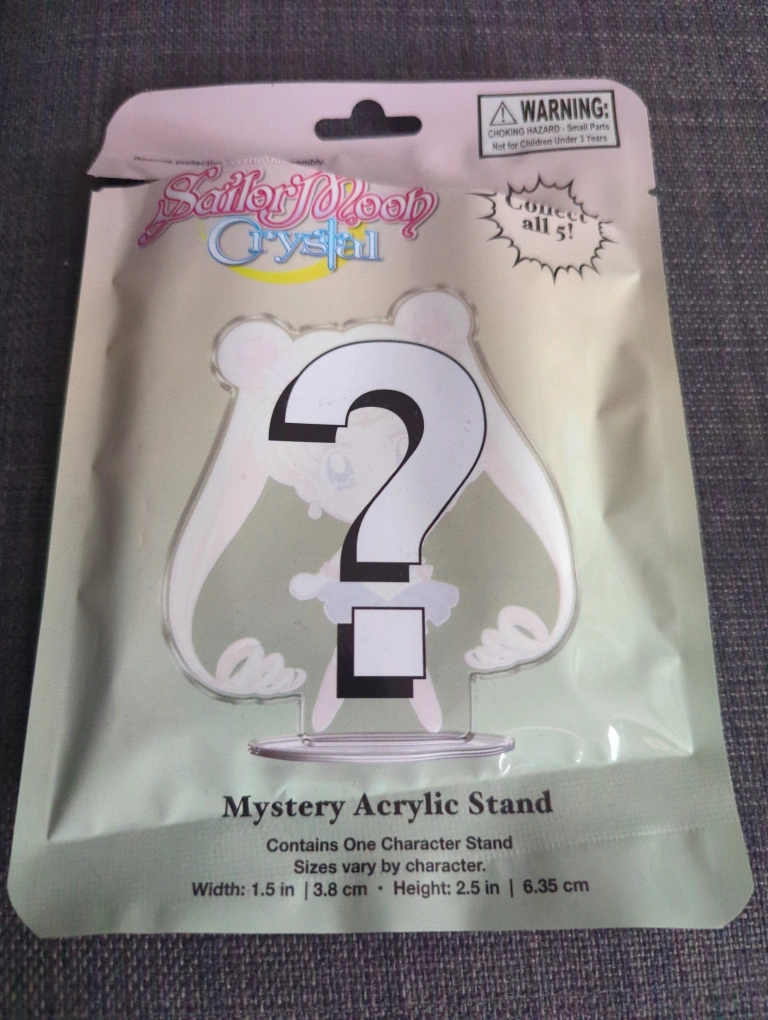 WARNING:
CHOKING HAZARD - Small Parts
Not for Children Under 3 Years
Remove protective
Sailor Moon
Crystal
Collect
all 5!
?
Mystery Acrylic Stand
Contains One Character Stand
Sizes vary by character.
Width: 1.5 in | 3.8 cm • Height: 2.5 in | 6.35 cm